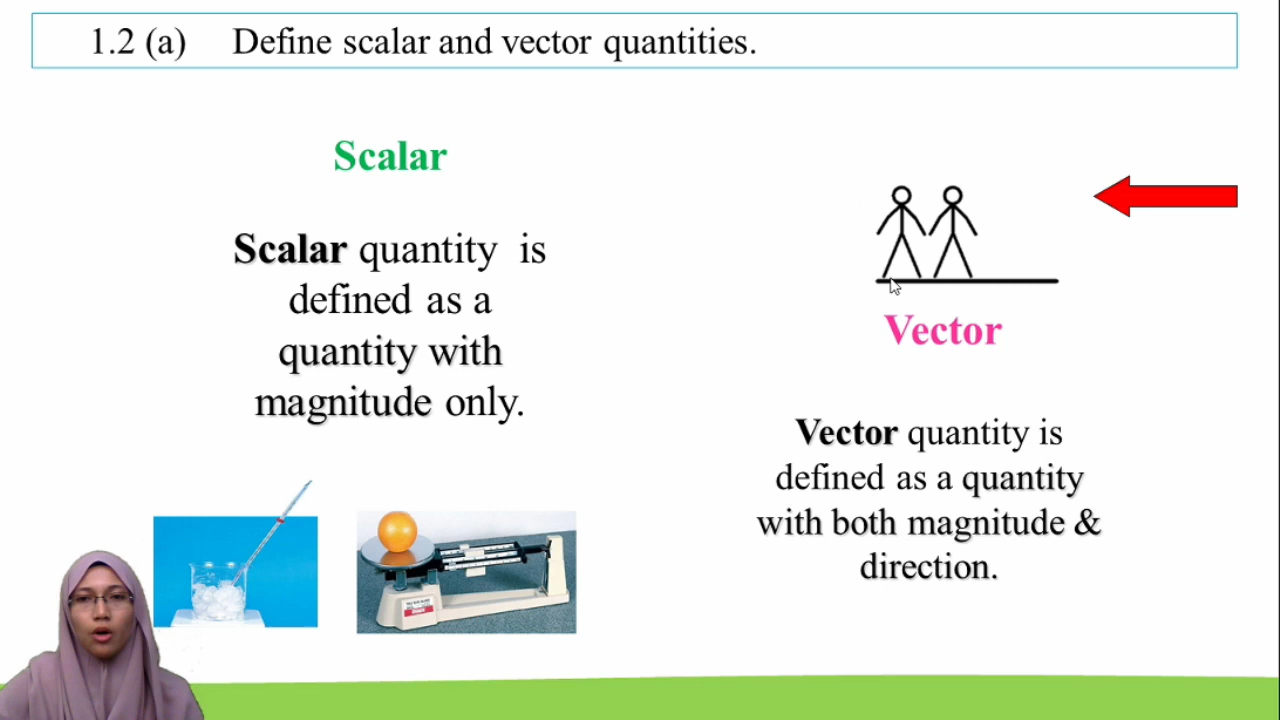 1.2 (a) Define scalar and vector quantities.
Scalar
Scalar quantity is
defined as a
quantity with
magnitude only.
Vector
Vector quantity is
defined as a quantity
with both magnitude &
direction.